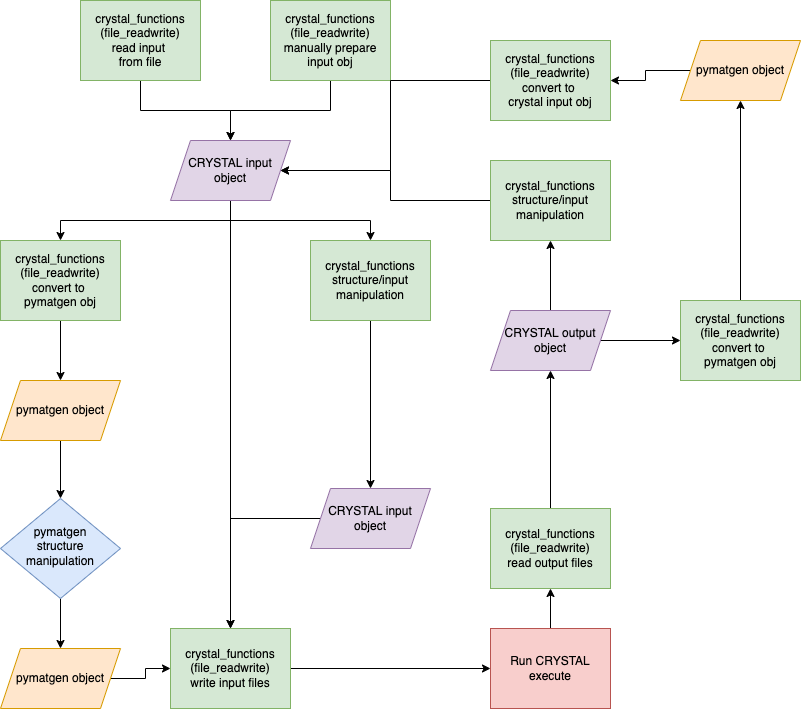 crystal_functions
(file_readwrite)
read input
from file
crystal_functions
(file_readwrite)
manually prepare
input obj
crystal_functions
(file_readwrite)
convert to
crystal input obj
pymatgen object
CRYSTAL input
object
crystal_functions
structure/input
manipulation
crystal_functions
(file_readwrite)
convert to
pymatgen obj
crystal_functions
structure/input
manipulation
CRYSTAL output
object
crystal_functions
(file_readwrite)
convert to
pymatgen obj
pymatgen object
CRYSTAL input
object
pymatgen
structure
manipulation
crystal_functions
(file_readwrite)
read output files
pymatgen object
crystal_functions
(file_readwrite)
write input files
Run CRYSTAL
execute